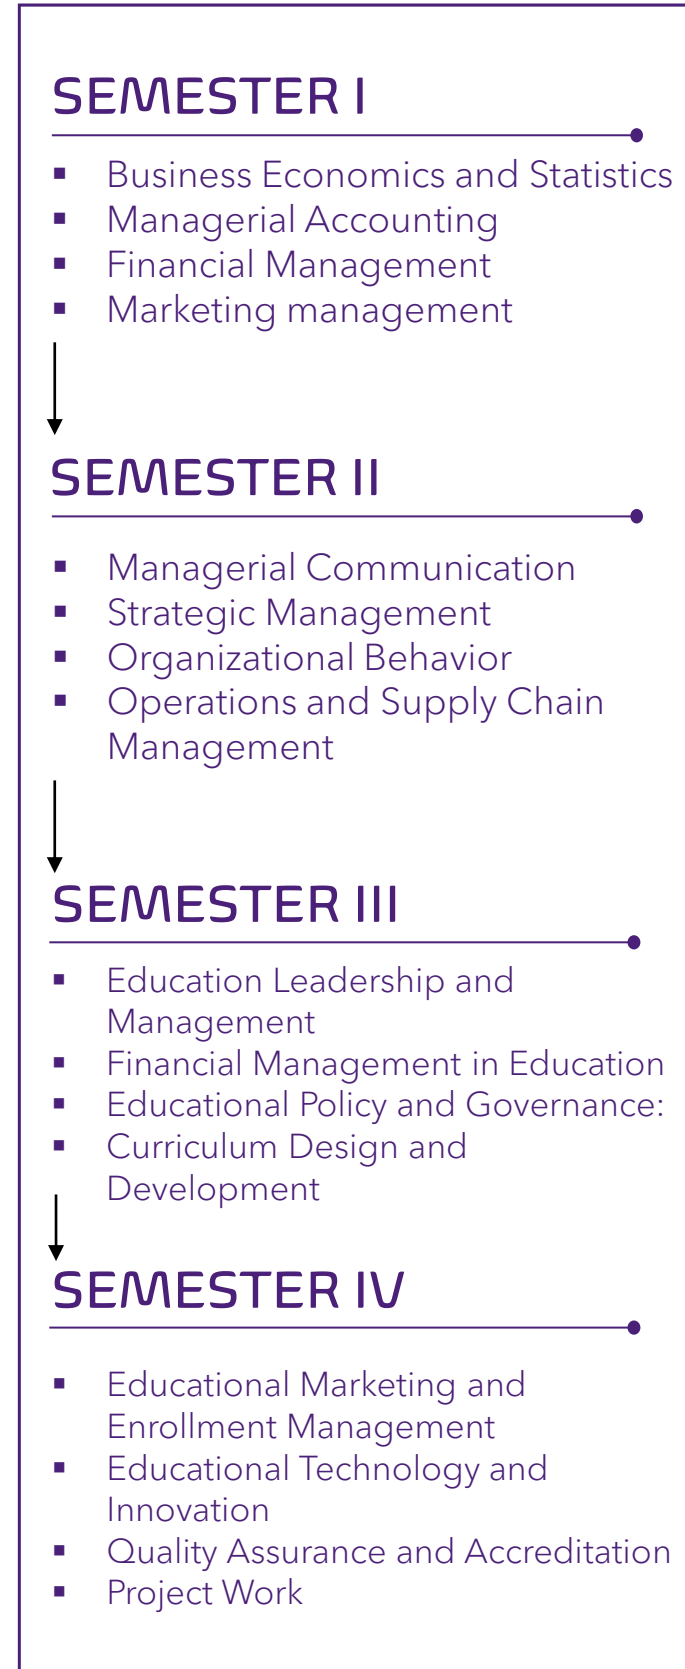 SEMESTER I
▪ Business Economics and Statistics
▪ Managerial Accounting
▪ Financial Management
▪ Marketing management
SEMESTER II
▪ Managerial Communication
▪ Strategic Management
▪ Organizational Behavior
▪ Operations and Supply Chain
Management
SEMESTER III
▪ Education Leadership and
Management
▪ Financial Management in Education
▪ Educational Policy and Governance:
▪ Curriculum Design and
Development
SEMESTER IV
▪ Educational Marketing and
Enrollment Management
▪ Educational Technology and
Innovation
▪ Quality Assurance and Accreditation
▪ Project Work